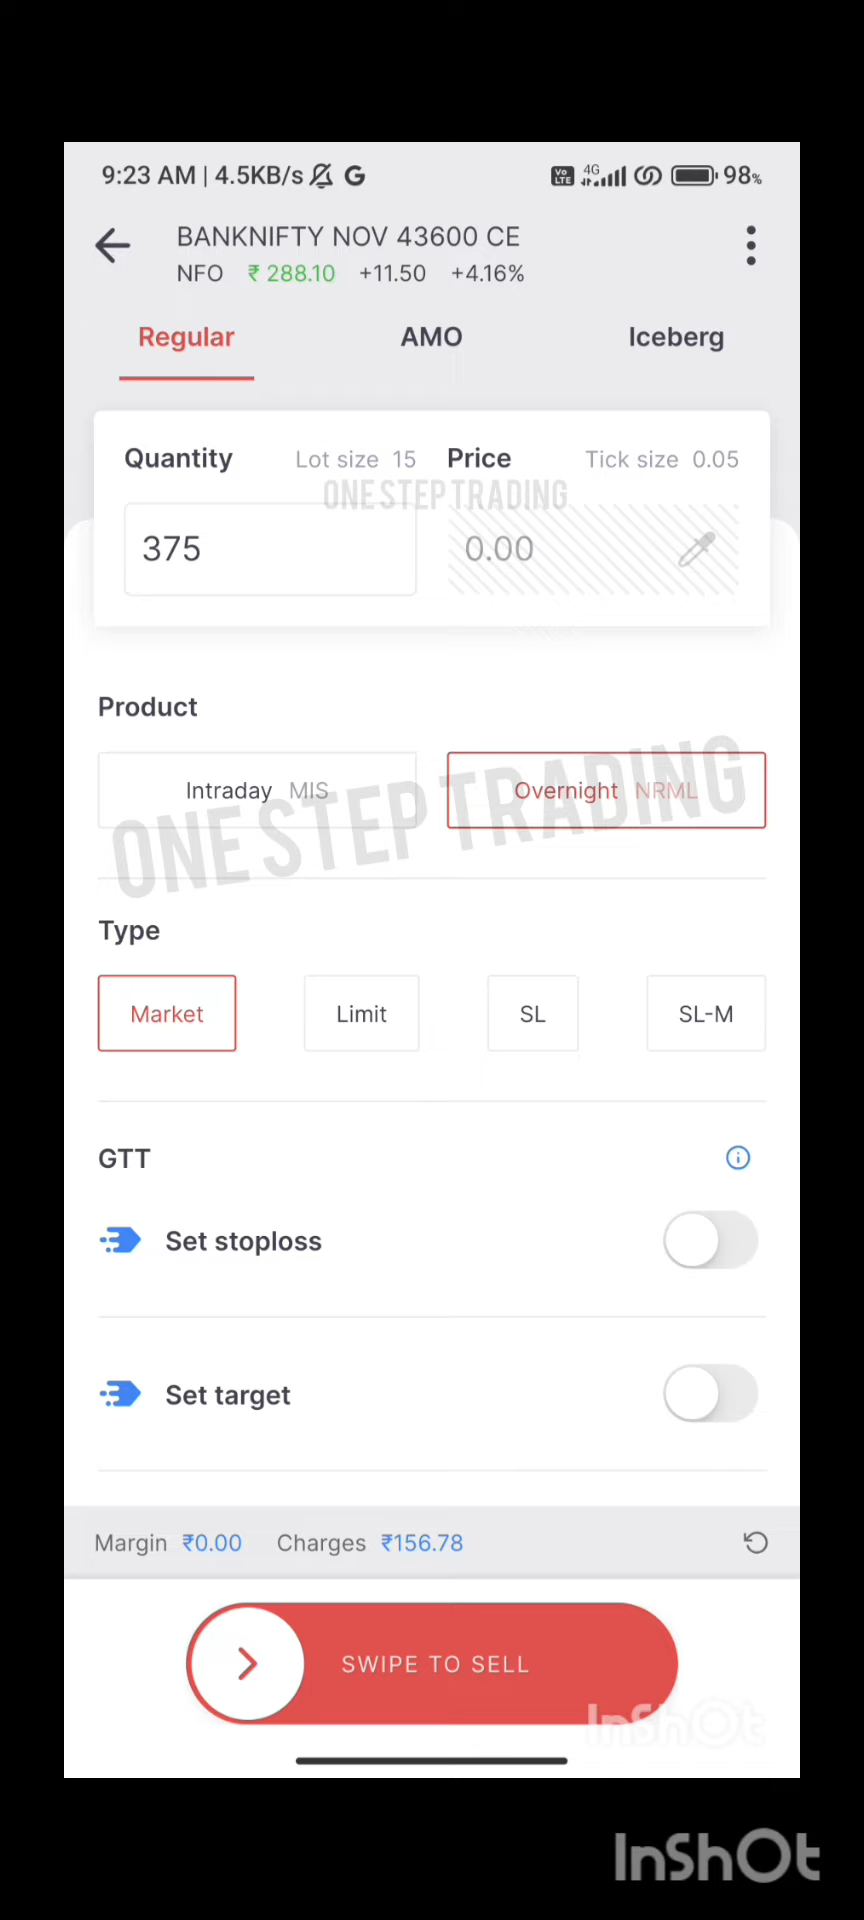 9:23 AM | 4.5KB/s G VoLTE 4G 98%
BANKNIFTY NOV 43600 CE
NFO ₹ 288.10 +11.50 +4.16%
Regular AMO Iceberg
Quantity Lot size 15 Price Tick size 0.05
ONE STEP TRADING
375 0.00
Product
Intraday MIS Overnight NRML
ONE STEP TRADING
Type
Market Limit SL SL-M
GTT
Set stoploss
Set target
Margin ₹0.00 Charges ₹156.78
SWIPE TO SELL
InShOt
InShOt